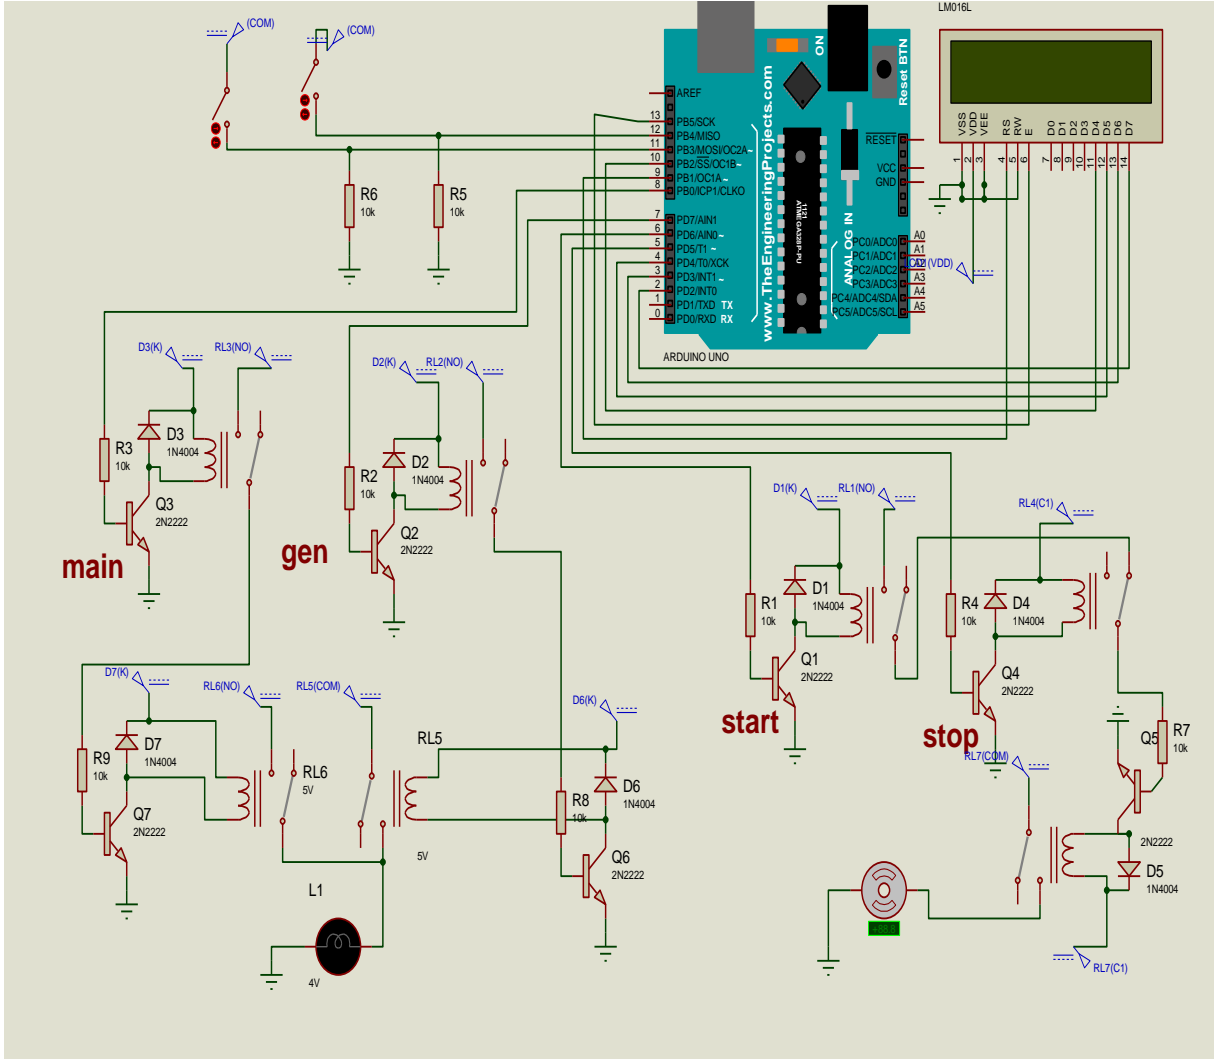 (COM)
(COM)
LM016L
ON
Reset BTN
www.TheEngineeringProjects.com
ANALOG IN
J121
ATMEGA328P-PU
AREF
13 PB5/SCK
12 PB4/MISO
11 PB3/MOSI/OC2A~
10 PB2/SS/OC1B~
9 PB1/OC1A~
8 PB0/ICP1/CLKO
7 PD7/AIN1
6 PD6/AIN0~
5 PD5/T1~
4 PD4/T0/XCK
3 PD3/INT1~
2 PD2/INT0
1 PD1/TXD TX
0 PD0/RXD RX
RESET
VCC
GND
PC0/ADC0 A0
PC1/ADC1 A1
PC2/ADC2 A2
PC3/ADC3 A3
PC4/ADC4/SDA A4
PC5/ADC5/SCL A5
ARDUINO UNO
VSS VDD VEE RS RW E D0 D1 D2 D3 D4 D5 D6 D7
1 2 3 4 5 6 7 8 9 10 11 12 13 14
(VDD)
R6
10k
R5
10k
D3(K)
RL3(NO)
D2(K)
RL2(NO)
R3
10k
D3
1N4004
Q3
2N2222
main
R2
10k
D2
1N4004
Q2
2N2222
gen
D1(K)
RL1(NO)
RL4(C1)
R1
10k
D1
1N4004
Q1
2N2222
start
R4
10k
D4
1N4004
Q4
2N2222
stop
D7(K)
RL6(NO)
RL5(COM)
D6(K)
R9
10k
D7
1N4004
Q7
2N2222
RL6
5V
RL5
5V
R8
10k
D6
1N4004
Q6
2N2222
L1
4V
RL7(COM)
Q5
2N2222
R7
10k
D5
1N4004
RL7(C1)